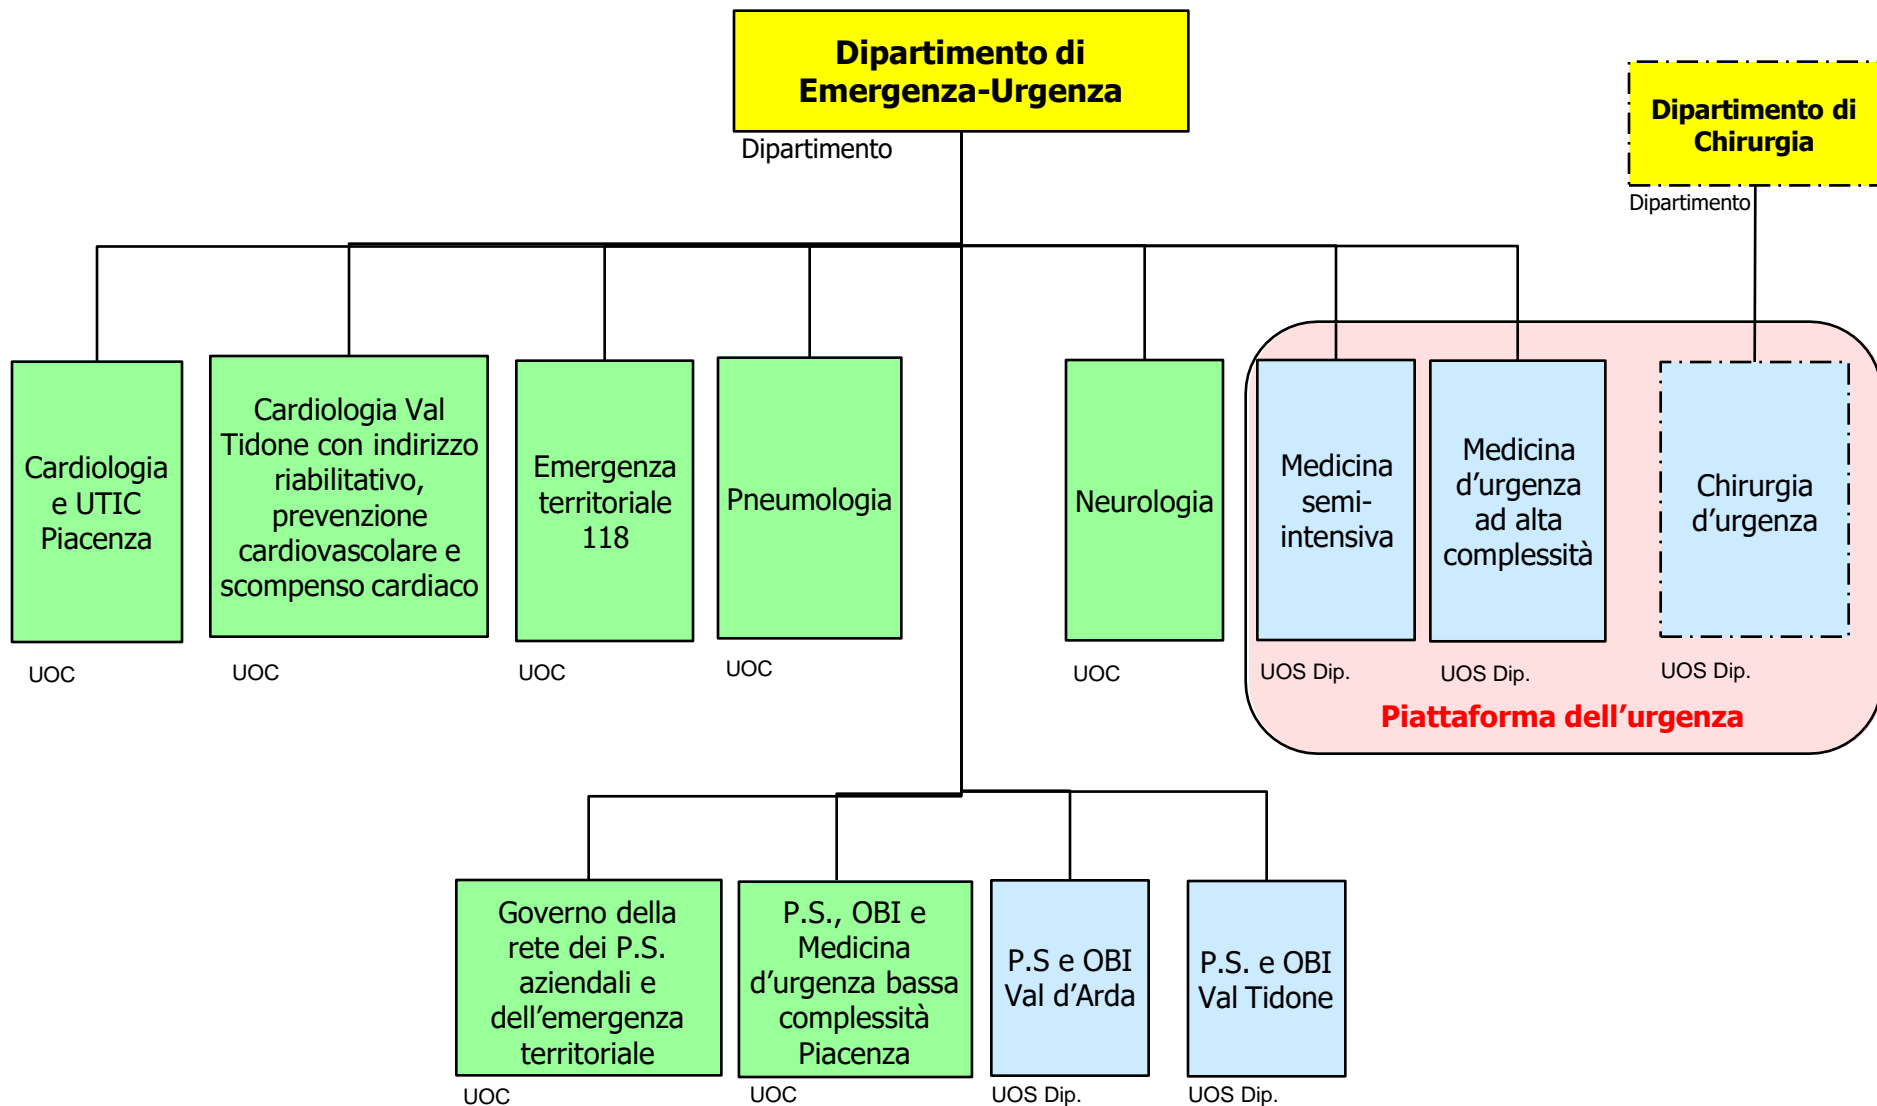 Dipartimento di
Emergenza-Urgenza
Dipartimento
Dipartimento di
Chirurgia
Dipartimento
Cardiologia
e UTIC
Piacenza
UOC
Cardiologia Val
Tidone con indirizzo
riabilitativo,
prevenzione
cardiovascolare e
scompenso cardiaco
UOC
Emergenza
territoriale
118
UOC
Pneumologia
UOC
Neurologia
UOC
Medicina
semi-
intensiva
UOS Dip.
Medicina
d’urgenza
ad alta
complessità
UOS Dip.
Chirurgia
d’urgenza
UOS Dip.
Piattaforma dell’urgenza
Governo della
rete dei P.S.
aziendali e
dell’emergenza
territoriale
UOC
P.S., OBI e
Medicina
d’urgenza bassa
complessità
Piacenza
UOC
P.S e OBI
Val d’Arda
UOS Dip.
P.S. e OBI
Val Tidone
UOS Dip.